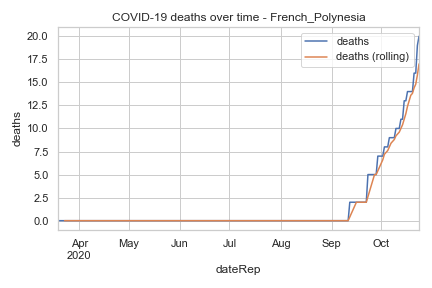 COVID-19 deaths over time - French_Polynesia
deaths
deaths (rolling)
20.0
17.5
15.0
12.5
10.0
7.5
5.0
2.5
0.0
deaths
Apr May Jun Jul Aug Sep Oct
2020
dateRep